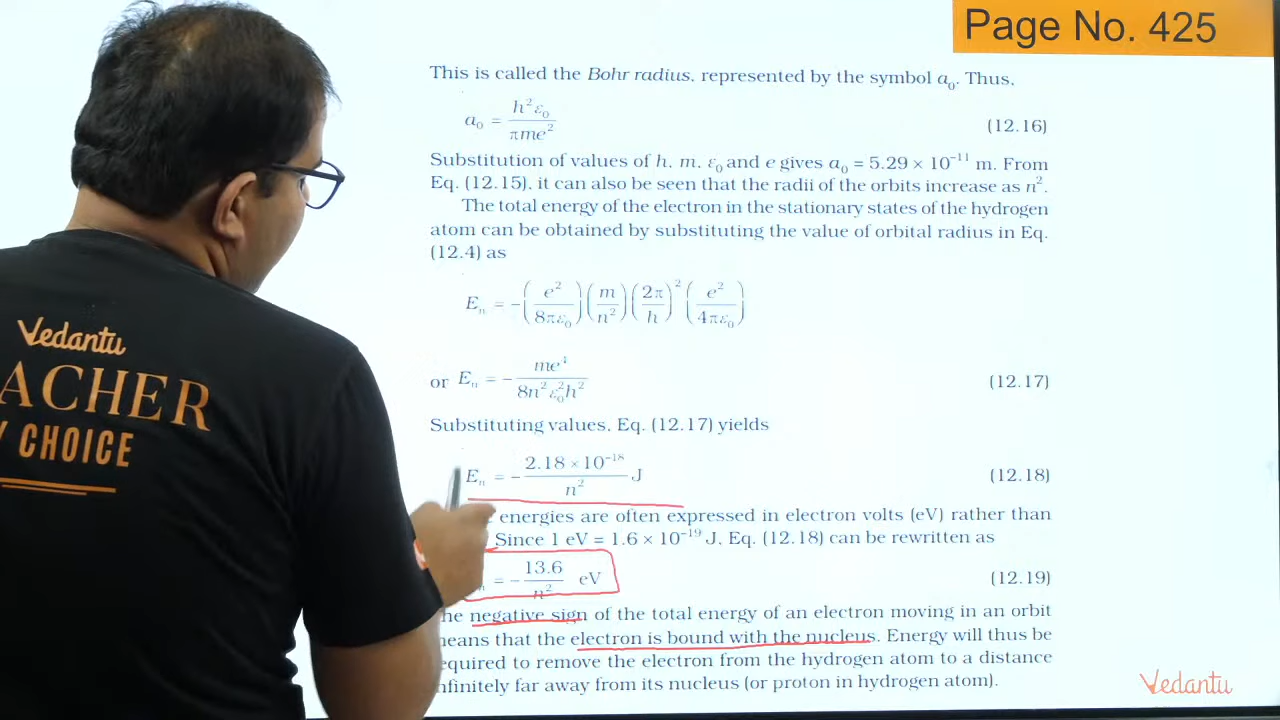 Page No. 425
This is called the Bohr radius, represented by the symbol a₀. Thus,
a₀ = h²ε₀ / πme² (12.16)
Substitution of values of h, m, ε₀ and e gives a₀ = 5.29 × 10⁻¹¹ m. From
Eq. (12.15), it can also be seen that the radii of the orbits increase as n².
The total energy of the electron in the stationary states of the hydrogen
atom can be obtained by substituting the value of orbital radius in Eq.
(12.4) as
Eₙ = −(e² / 8πε₀)(m / n²)(2π / h)²(e² / 4πε₀)
or Eₙ = − me⁴ / 8n²ε₀²h² (12.17)
Substituting values, Eq. (12.17) yields
Eₙ = − 2.18 × 10⁻¹⁸ / n² J (12.18)
energies are often expressed in electron volts (eV) rather than
Since 1 eV = 1.6 × 10⁻¹⁹ J, Eq. (12.18) can be rewritten as
= − 13.6 / n² eV (12.19)
negative sign of the total energy of an electron moving in an orbit
that the electron is bound with the nucleus. Energy will thus be
to remove the electron from the hydrogen atom to a distance
far away from its nucleus (or proton in hydrogen atom).
Vedantu
ACHER
CHOICE
Vedantu